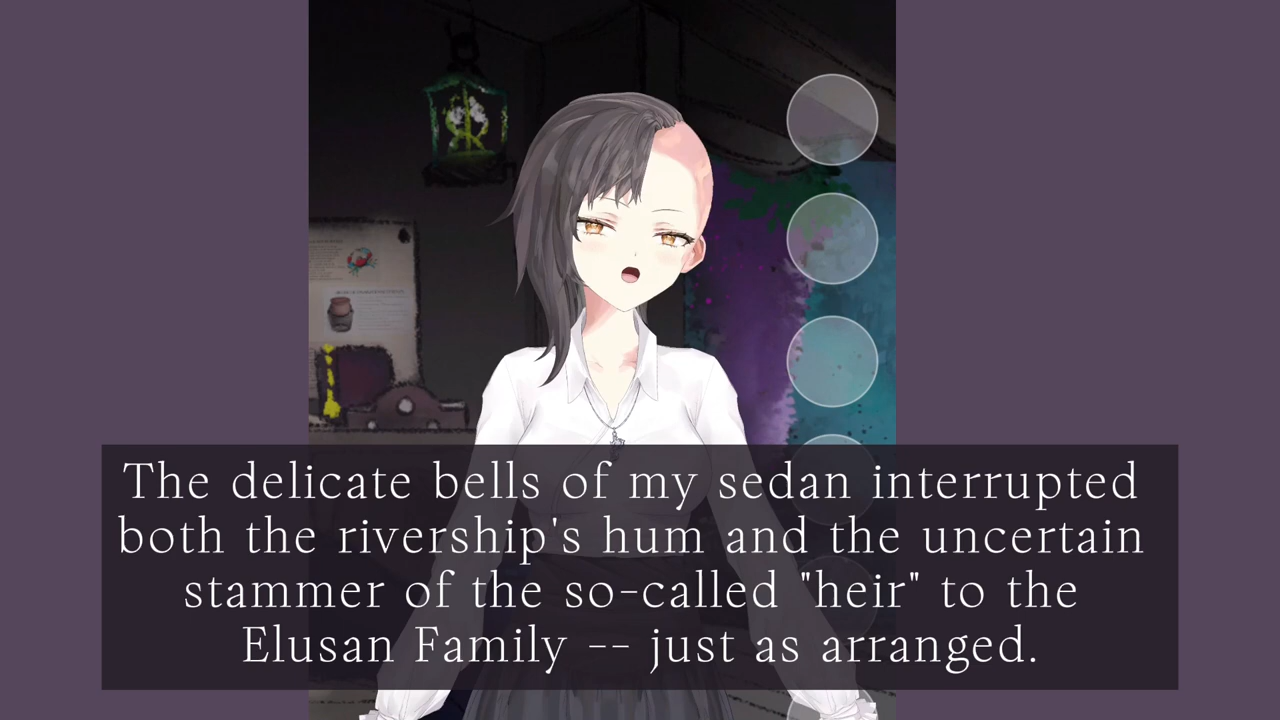 The delicate bells of my sedan interrupted
both the rivership's hum and the uncertain
stammer of the so-called "heir" to the
Elusan Family -- just as arranged.